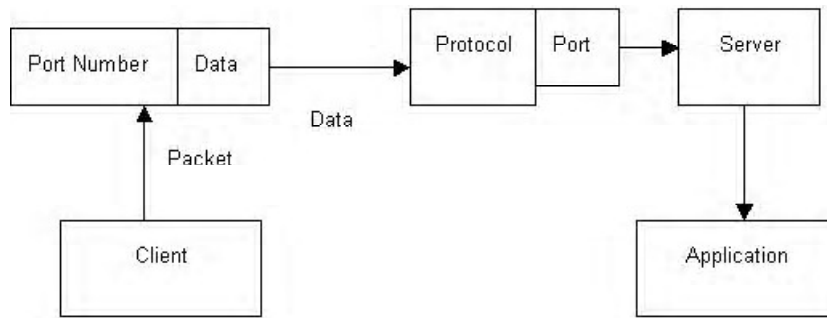 Port Number
Data
Protocol
Port
Server
Data
Packet
Client
Application